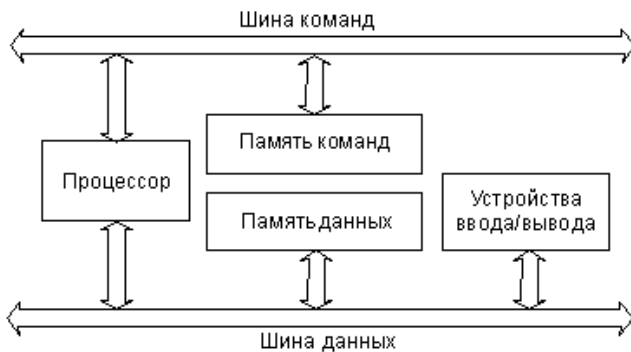 Шина команд
Память команд
Процессор
Память данных
Устройства
ввода/вывода
Шина данных